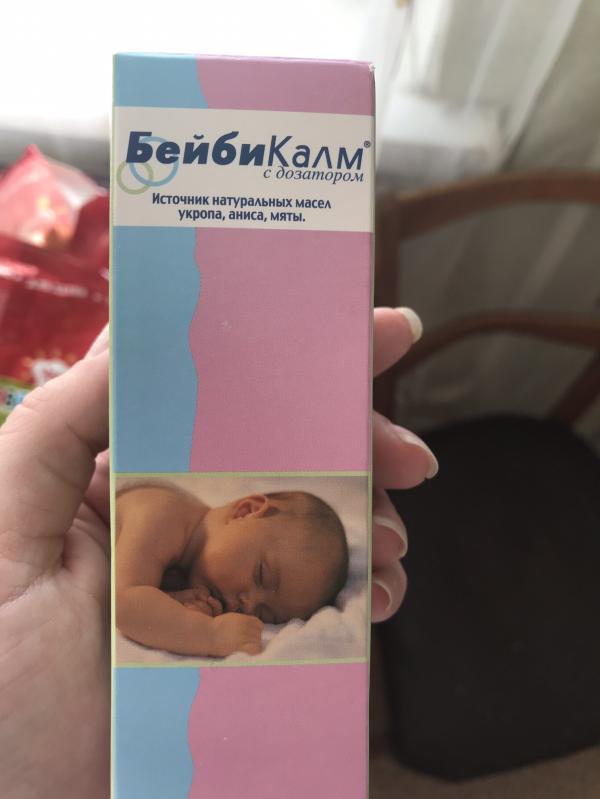 БейбиКалм®
с дозатором
Источник натуральных масел
укропа, аниса, мяты.